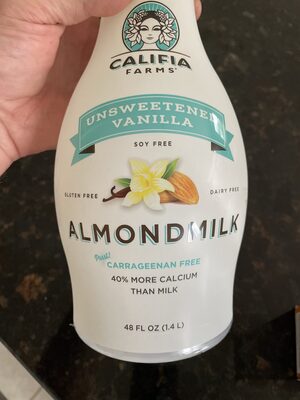 CALIFIA
FARMS
UNSWEETENED
VANILLA
SOY FREE
GLUTEN FREE
DAIRY FREE
ALMONDMILK
Plus!
CARRAGEENAN FREE
40% MORE CALCIUM
THAN MILK
48 FL OZ (1.4 L)